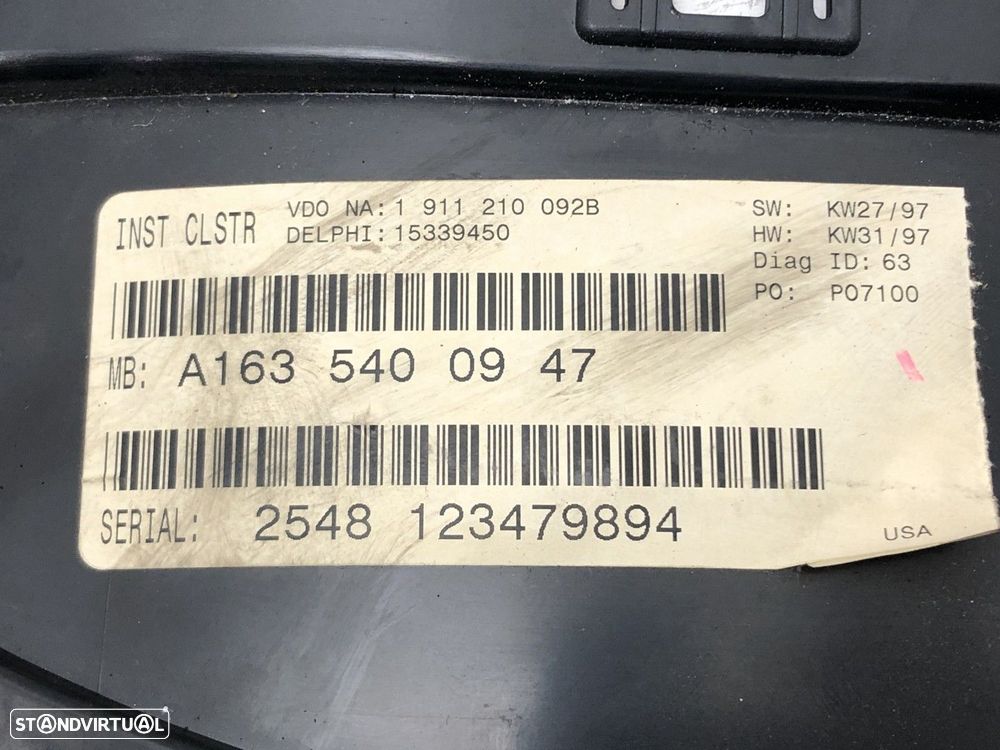 INST CLSTR
VDO NA: 1 911 210 092B
DELPHI: 15339450
SW: KW27/97
HW: KW31/97
Diag ID: 63
PO: PO7100
MB: A163 540 09 47
SERIAL: 2548 123479894
USA
STANDVIRTUAL